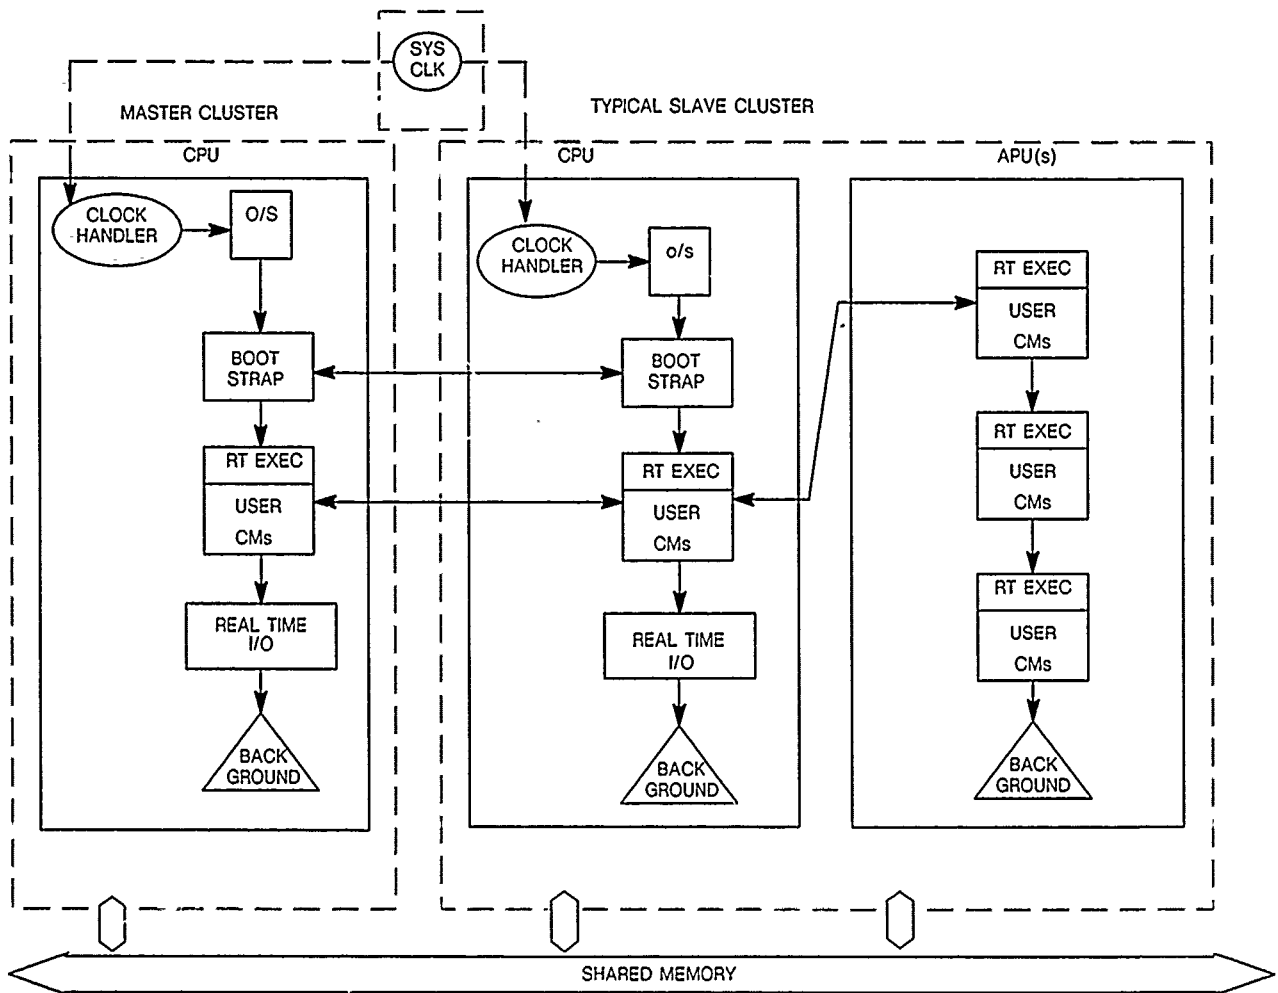 SYS
CLK
MASTER CLUSTER
TYPICAL SLAVE CLUSTER
CPU
CLOCK
HANDLER
O/S
BOOT
STRAP
RT EXEC
USER
CMs
REAL TIME
I/O
BACK
GROUND
CPU
CLOCK
HANDLER
o/s
BOOT
STRAP
RT EXEC
USER
CMs
REAL TIME
I/O
BACK
GROUND
APU(s)
RT EXEC
USER
CMs
RT EXEC
USER
CMs
RT EXEC
USER
CMs
BACK
GROUND
SHARED MEMORY